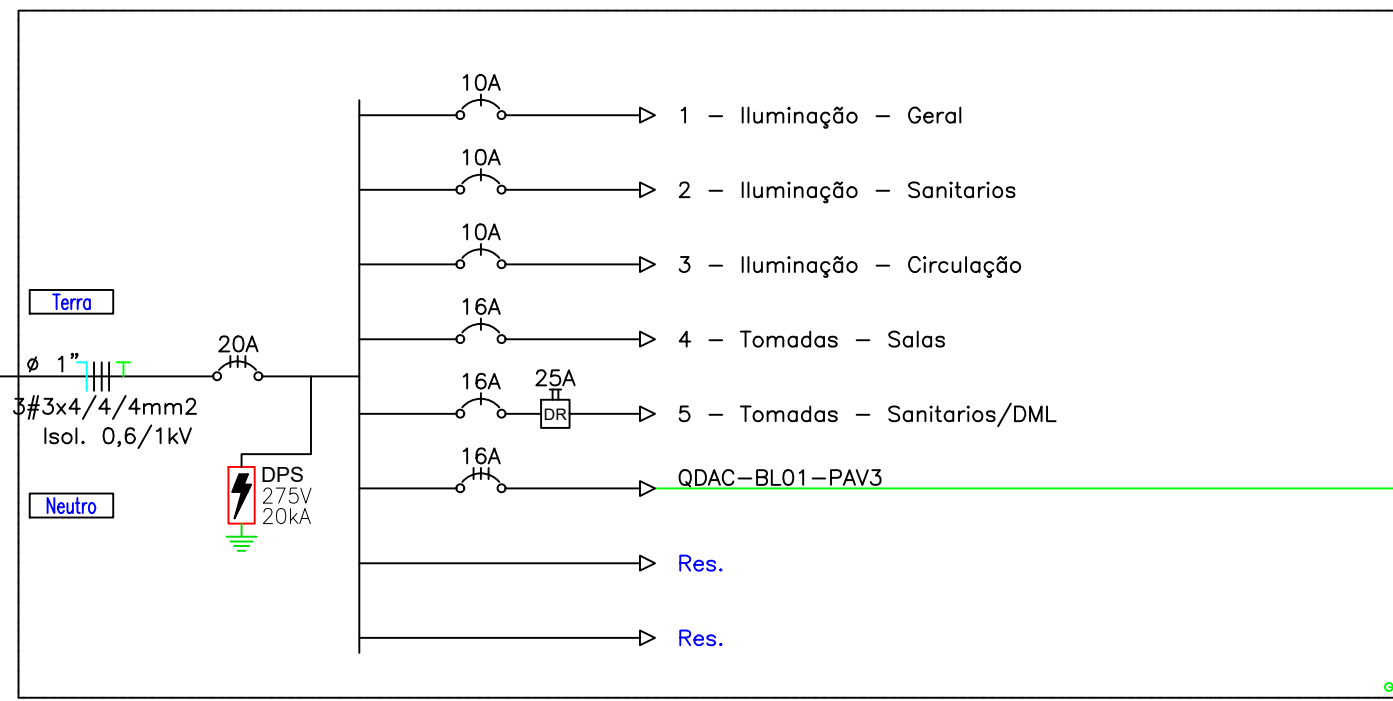 10A
1 – Iluminação – Geral
10A
2 – Iluminação – Sanitarios
10A
3 – Iluminação – Circulação
Terra
16A
4 – Tomadas – Salas
20A
ø 1”
3#3x4/4/4mm2
Isol. 0,6/1kV
16A
25A
DR
5 – Tomadas – Sanitarios/DML
16A
QDAC–BL01–PAV3
DPS
275V
20kA
Neutro
Res.
Res.